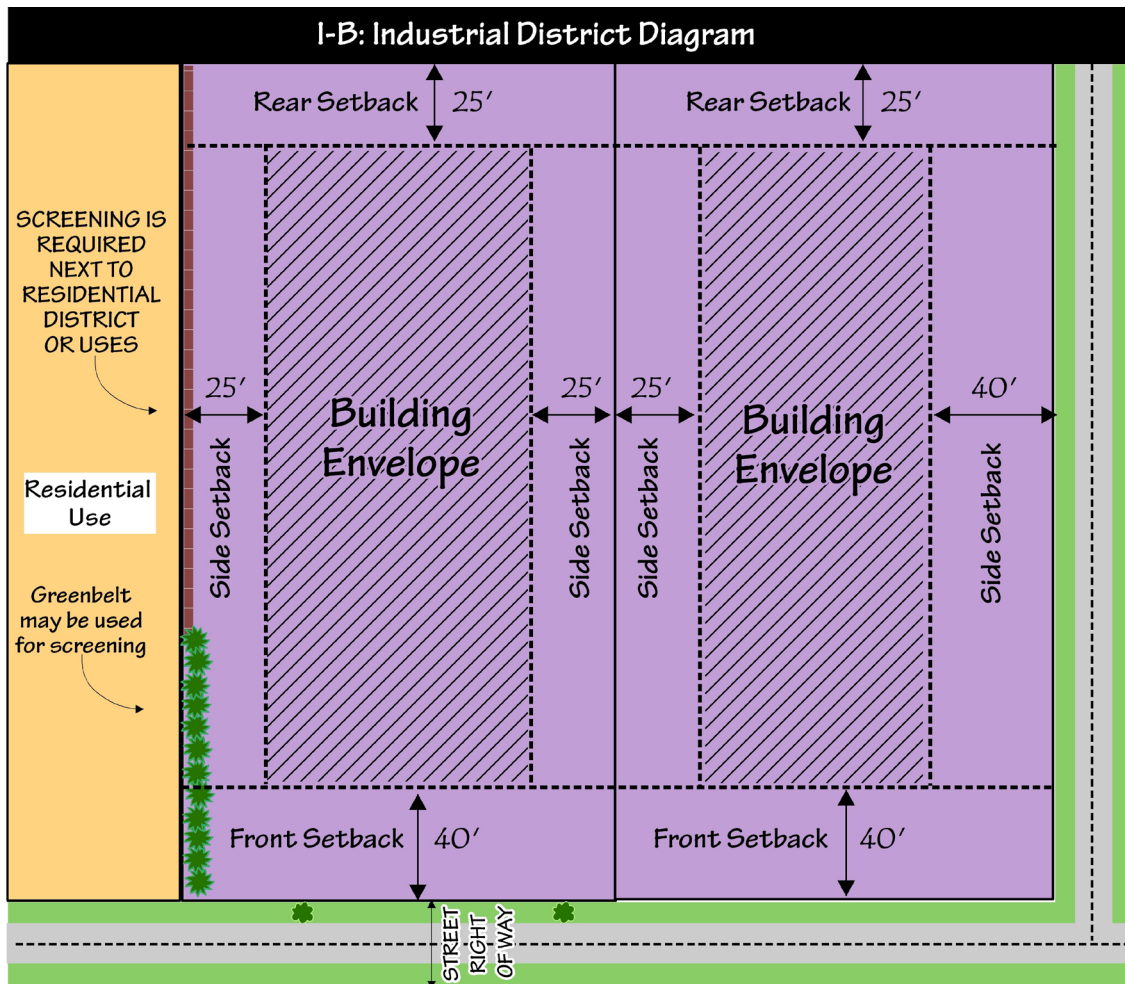 I-B: Industrial District Diagram
Rear Setback 25'
Rear Setback 25'
SCREENING IS
REQUIRED
NEXT TO
RESIDENTIAL
DISTRICT
OR USES
25'
25'
25'
40'
Building
Envelope
Building
Envelope
Side Setback
Side Setback
Side Setback
Side Setback
Residential
Use
Greenbelt
may be used
for screening
Front Setback 40'
Front Setback 40'
STREET
RIGHT
OF WAY